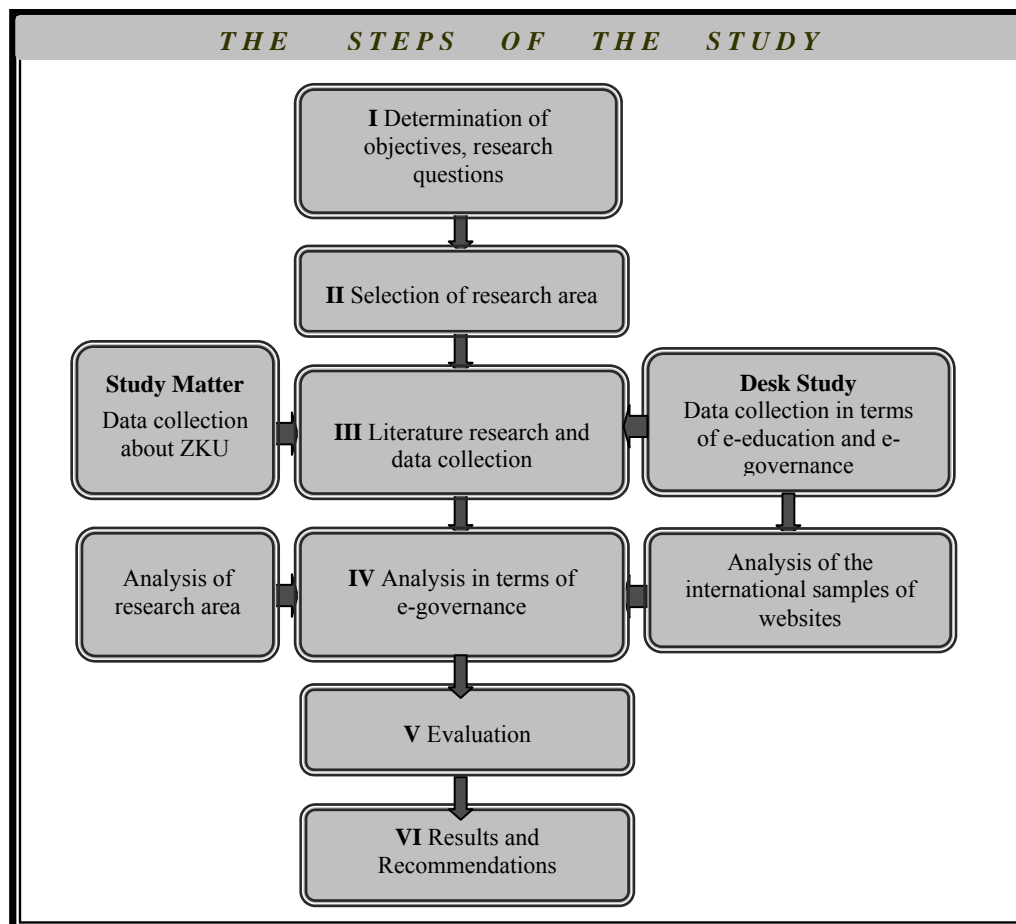 THE STEPS OF THE STUDY
I Determination of
objectives, research
questions
II Selection of research area
Study Matter
Data collection
about ZKU
III Literature research and
data collection
Desk Study
Data collection in terms
of e-education and e-
governance
Analysis of
research area
IV Analysis in terms of
e-governance
Analysis of the
international samples of
websites
V Evaluation
VI Results and
Recommendations